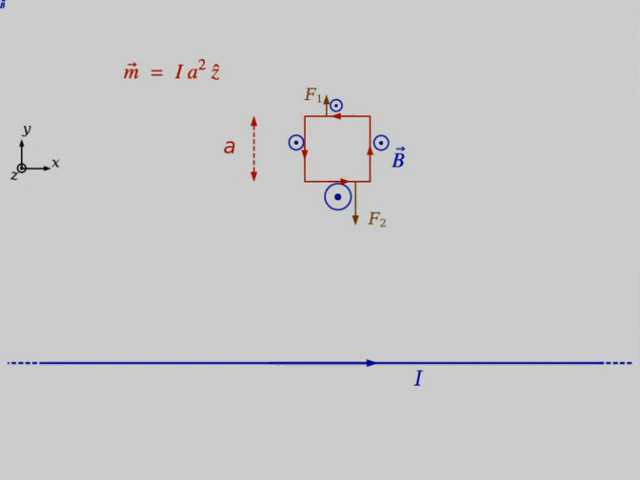 B⃗
m⃗ = I a² ẑ
F₁
y
a
B⃗
x
z
F₂
I